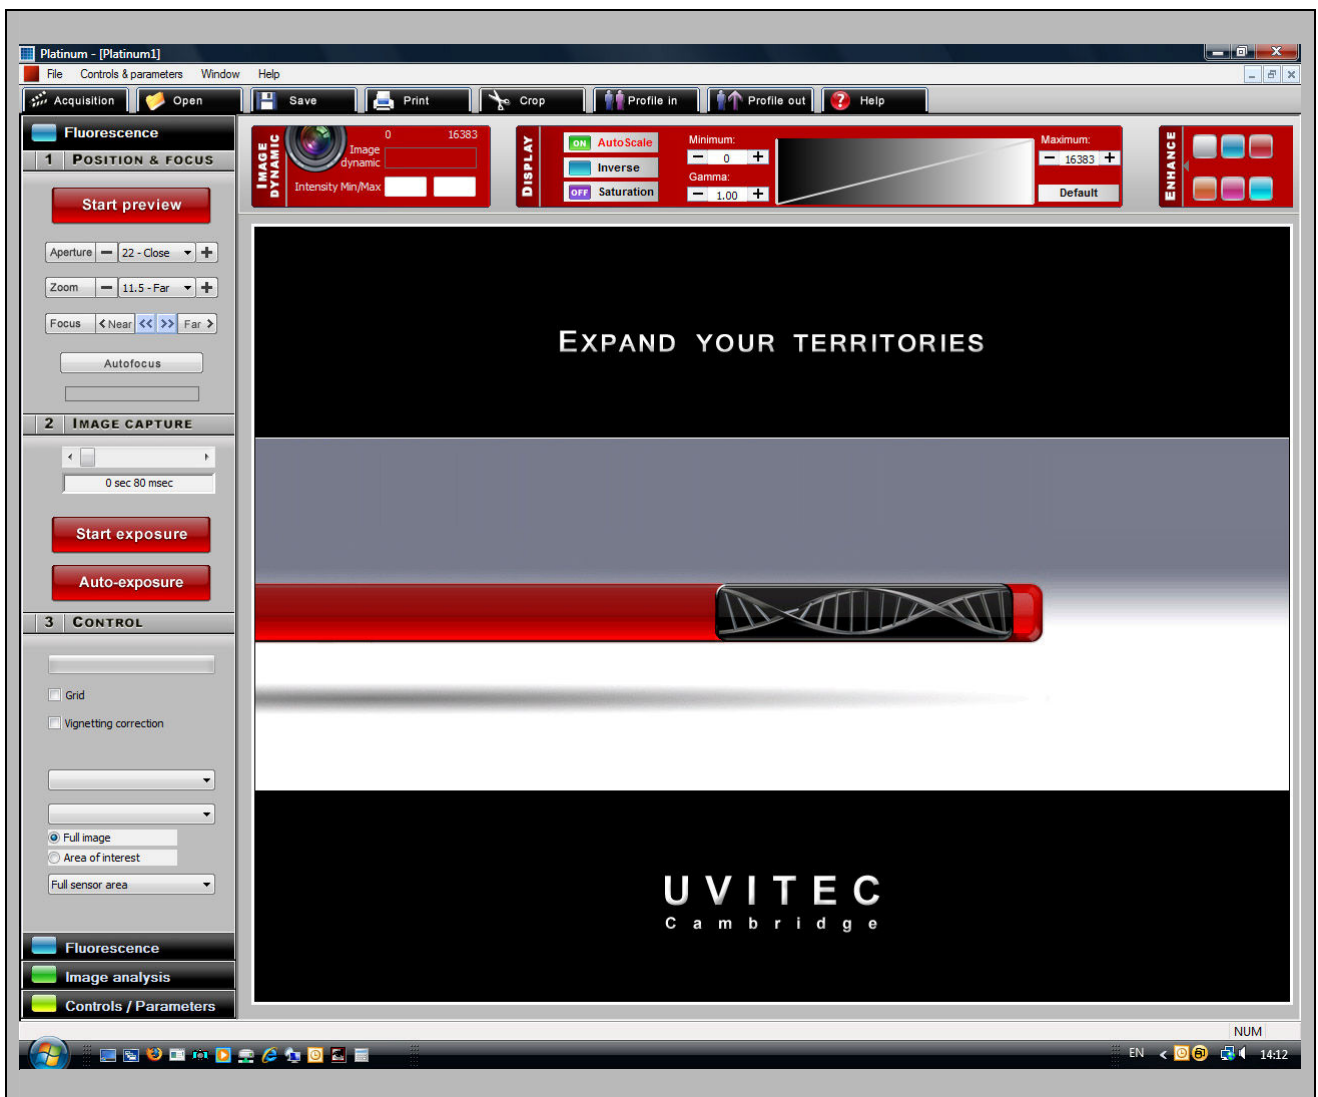 Platinum - [Platinum1]
File Controls & parameters Window Help
Acquisition Open Save Print Crop Profile in Profile out Help
Fluorescence
1 POSITION & FOCUS
Start preview
Aperture 22 - Close
Zoom 11.5 - Far
Focus < Near << >> Far >
Autofocus
2 IMAGE CAPTURE
0 sec 80 msec
Start exposure
Auto-exposure
3 CONTROL
Grid
Vignetting correction
Full image
Area of interest
Full sensor area
Fluorescence
Image analysis
Controls / Parameters
IMAGE DYNAMIC
0 16383
Image
dynamic
Intensity Min/Max
DISPLAY
ON AutoScale
Inverse
OFF Saturation
Minimum:
- 0 +
Gamma:
- 1.00 +
Maximum:
- 16383 +
Default
ENHANCE
EXPAND YOUR TERRITORIES
UVITEC
Cambridge
NUM
EN 14:12